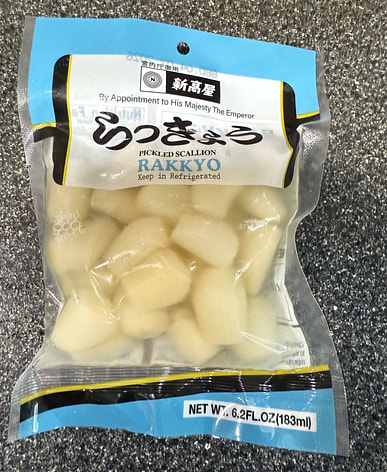 宮内庁御用
新高屋
By Appointment to His Majesty The Emperor
らっきょう
PICKLED SCALLION
RAKKYO
Keep in Refrigerated
NET WT. 6.2FL.OZ(183ml)